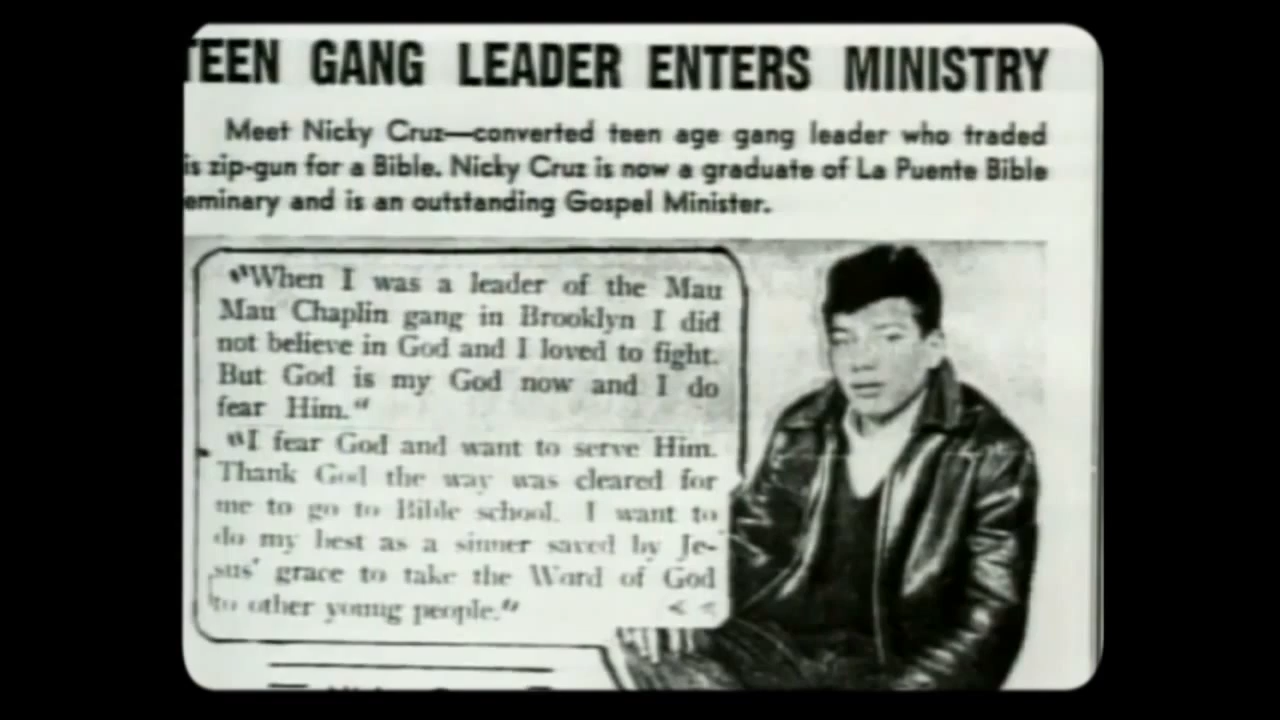 TEEN GANG LEADER ENTERS MINISTRY
Meet Nicky Cruz—converted teen age gang leader who traded
is zip-gun for a Bible. Nicky Cruz is now a graduate of La Puente Bible
eminary and is an outstanding Gospel Minister.
"When I was a leader of the Mau
Mau Chaplin gang in Brooklyn I did
not believe in God and I loved to fight.
But God is my God now and I do
fear Him."
"I fear God and want to serve Him.
Thank God the way was cleared for
me to go to Bible school. I want to
do my best as a sinner saved by Je-
sus' grace to take the Word of God
to other young people."